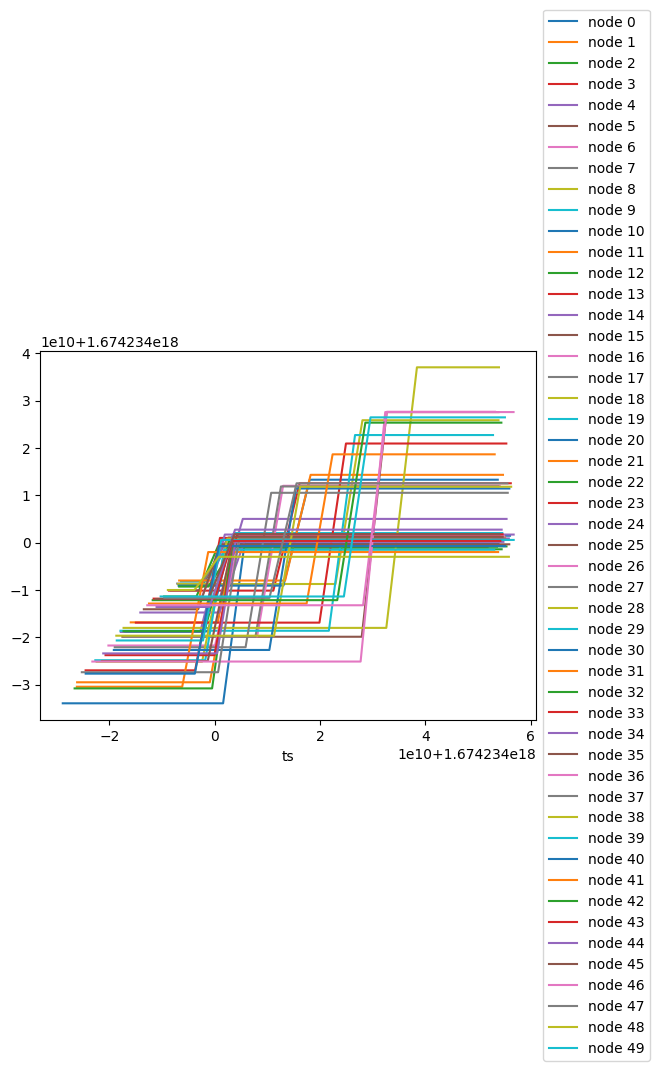 1e10+1.674234e18
4
3
2
1
0
−1
−2
−3
−2
0
2
4
6
ts
1e10+1.674234e18
node 0
node 1
node 2
node 3
node 4
node 5
node 6
node 7
node 8
node 9
node 10
node 11
node 12
node 13
node 14
node 15
node 16
node 17
node 18
node 19
node 20
node 21
node 22
node 23
node 24
node 25
node 26
node 27
node 28
node 29
node 30
node 31
node 32
node 33
node 34
node 35
node 36
node 37
node 38
node 39
node 40
node 41
node 42
node 43
node 44
node 45
node 46
node 47
node 48
node 49